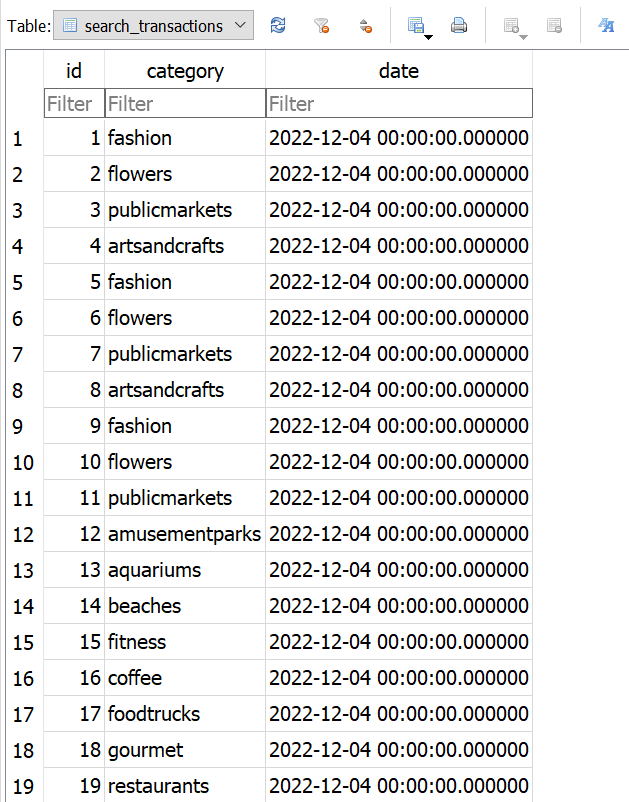 Table: search_transactions
id category date
Filter Filter Filter
1 1 fashion 2022-12-04 00:00:00.000000
2 2 flowers 2022-12-04 00:00:00.000000
3 3 publicmarkets 2022-12-04 00:00:00.000000
4 4 artsandcrafts 2022-12-04 00:00:00.000000
5 5 fashion 2022-12-04 00:00:00.000000
6 6 flowers 2022-12-04 00:00:00.000000
7 7 publicmarkets 2022-12-04 00:00:00.000000
8 8 artsandcrafts 2022-12-04 00:00:00.000000
9 9 fashion 2022-12-04 00:00:00.000000
10 10 flowers 2022-12-04 00:00:00.000000
11 11 publicmarkets 2022-12-04 00:00:00.000000
12 12 amusementparks 2022-12-04 00:00:00.000000
13 13 aquariums 2022-12-04 00:00:00.000000
14 14 beaches 2022-12-04 00:00:00.000000
15 15 fitness 2022-12-04 00:00:00.000000
16 16 coffee 2022-12-04 00:00:00.000000
17 17 foodtrucks 2022-12-04 00:00:00.000000
18 18 gourmet 2022-12-04 00:00:00.000000
19 19 restaurants 2022-12-04 00:00:00.000000